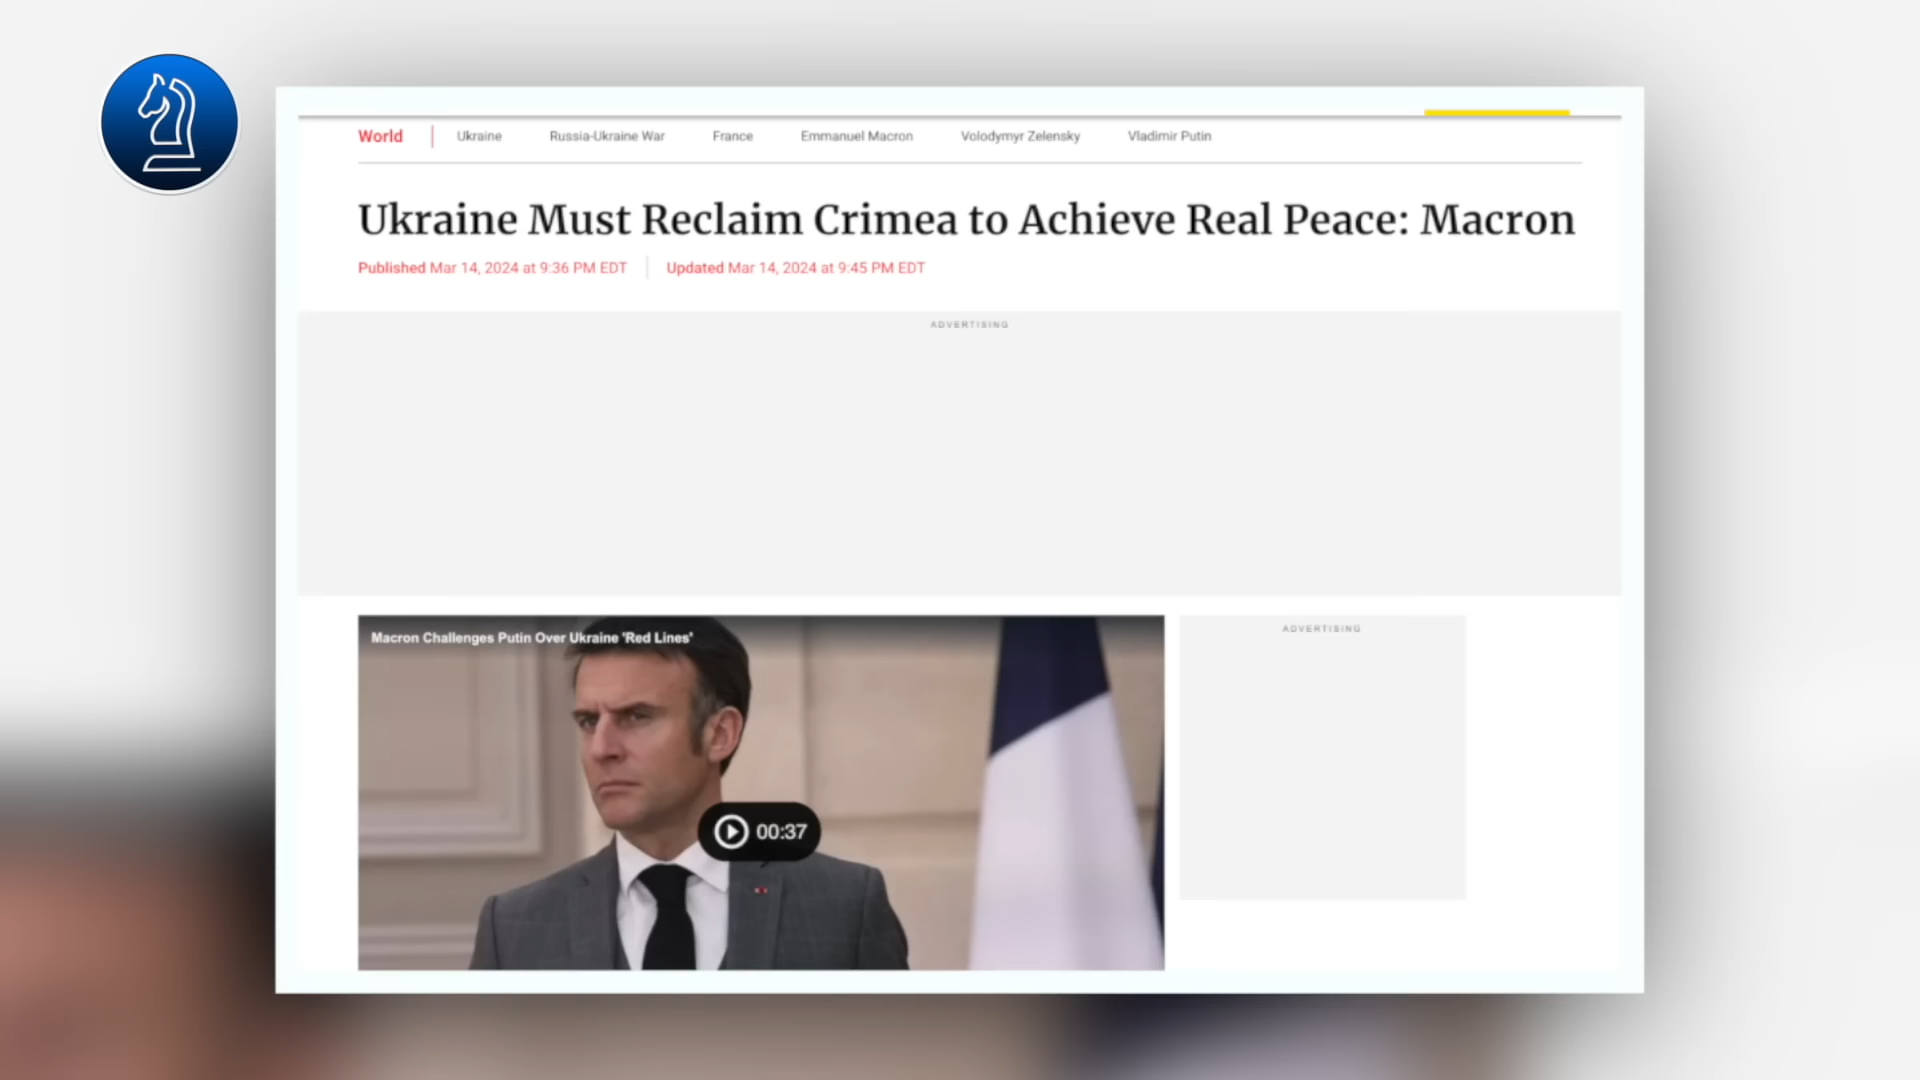 World Ukraine Russia-Ukraine War France Emmanuel Macron Volodymyr Zelensky Vladimir Putin
Ukraine Must Reclaim Crimea to Achieve Real Peace: Macron
Published Mar 14, 2024 at 9:36 PM EDT Updated Mar 14, 2024 at 9:45 PM EDT
ADVERTISING
Macron Challenges Putin Over Ukraine 'Red Lines'
ADVERTISING
00:37